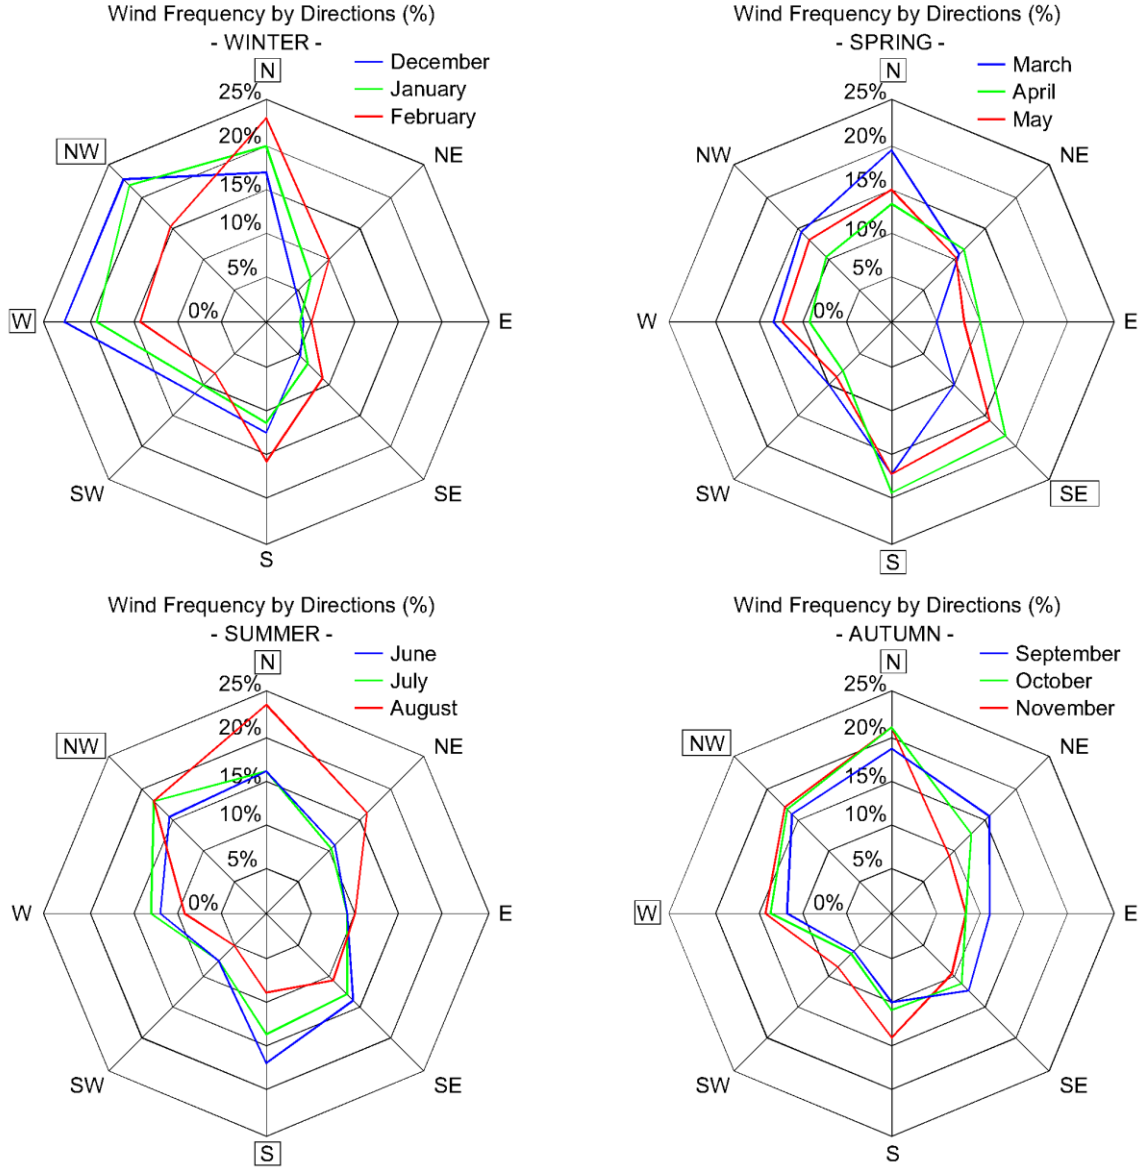 Wind Frequency by Directions (%)
- WINTER -
December
January
February
N
NE
E
SE
S
SW
W
NW
25%
20%
15%
10%
5%
0%
Wind Frequency by Directions (%)
- SPRING -
March
April
May
N
NE
E
SE
S
SW
W
NW
25%
20%
15%
10%
5%
0%
Wind Frequency by Directions (%)
- SUMMER -
June
July
August
N
NE
E
SE
S
SW
W
NW
25%
20%
15%
10%
5%
0%
Wind Frequency by Directions (%)
- AUTUMN -
September
October
November
N
NE
E
SE
S
SW
W
NW
25%
20%
15%
10%
5%
0%